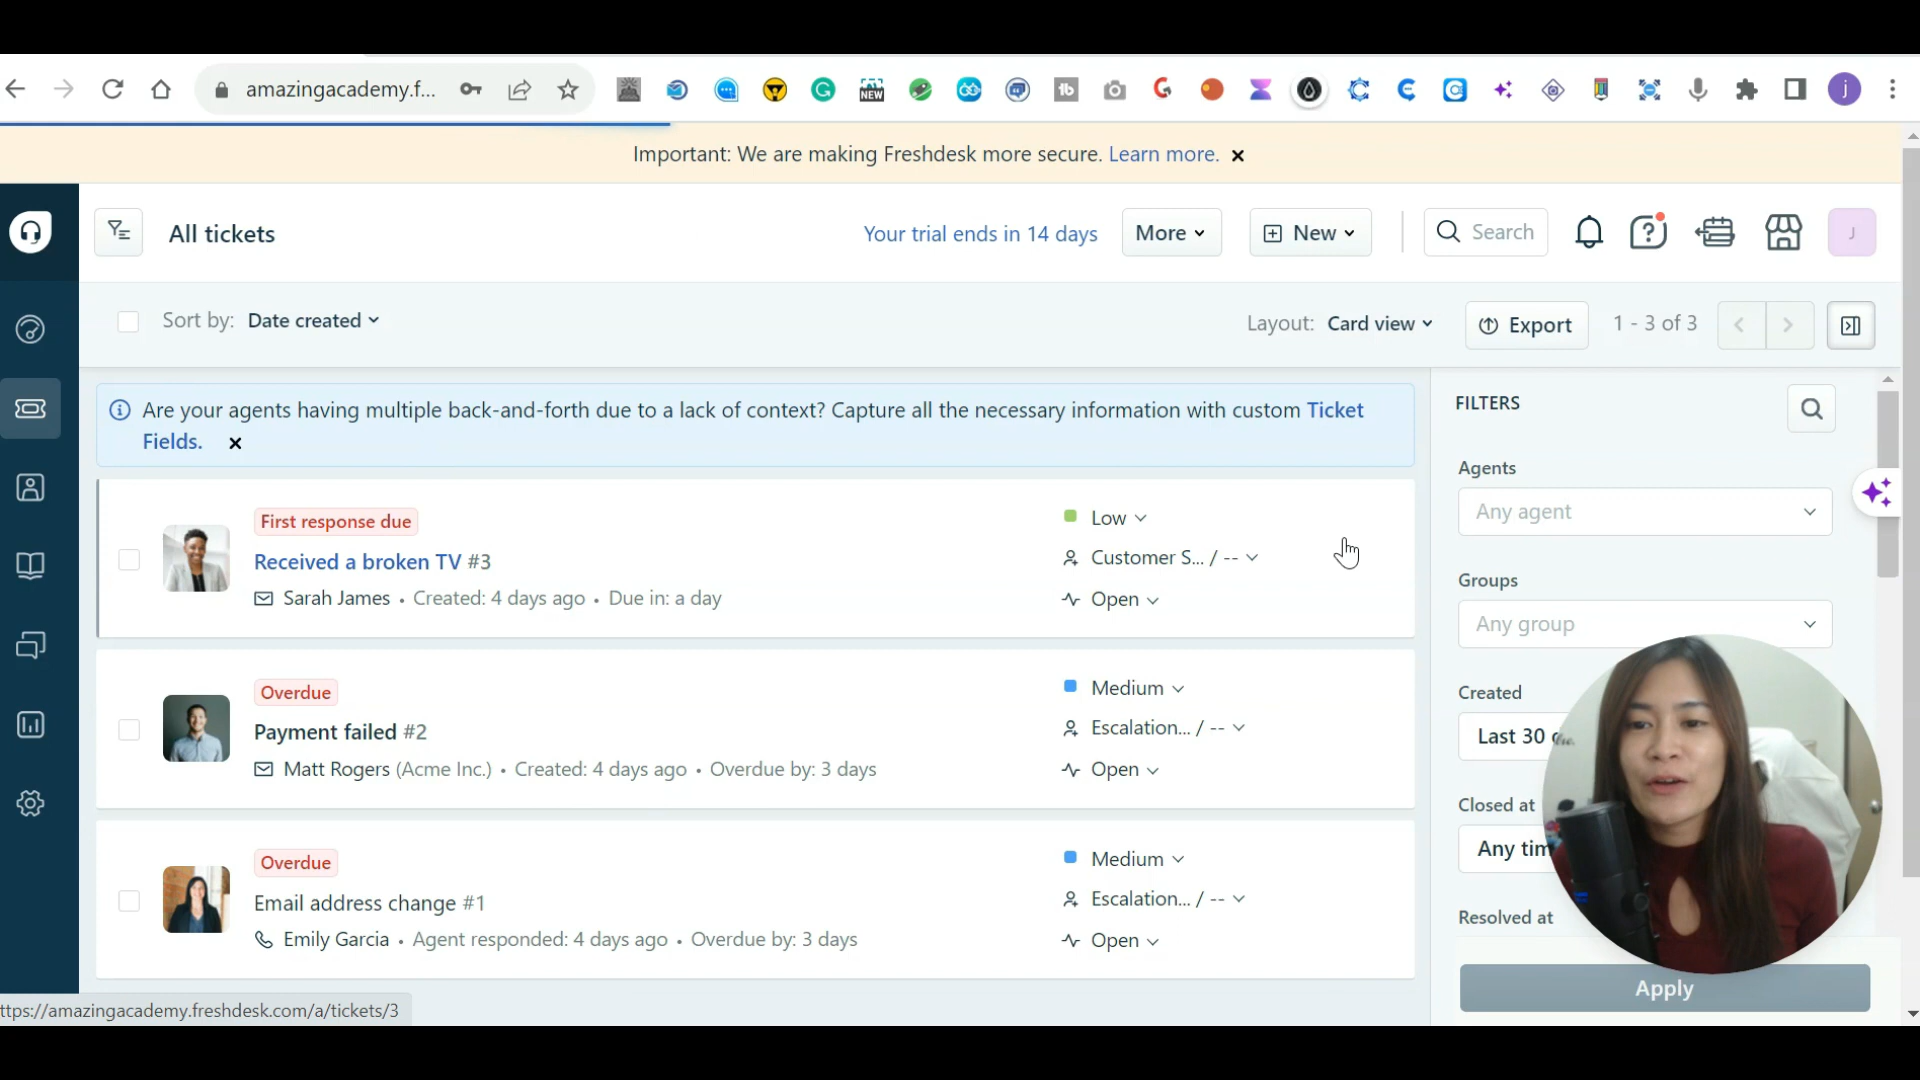 amazingacademy.f...
NEW
j
Important: We are making Freshdesk more secure. Learn more.
All tickets
Your trial ends in 14 days
More
New
Search
J
Sort by: Date created
Layout: Card view
Export
1 - 3 of 3
Are your agents having multiple back-and-forth due to a lack of context? Capture all the necessary information with custom Ticket
Fields.
First response due
Received a broken TV #3
Sarah James • Created: 4 days ago • Due in: a day
Low
Customer S... / --
Open
Overdue
Payment failed #2
Matt Rogers (Acme Inc.) • Created: 4 days ago • Overdue by: 3 days
Medium
Escalation... / --
Open
Overdue
Email address change #1
Emily Garcia • Agent responded: 4 days ago • Overdue by: 3 days
Medium
Escalation... / --
Open
FILTERS
Agents
Any agent
Groups
Any group
Created
Last 30
Closed at
Any tim
Resolved at
Apply
ttps://amazingacademy.freshdesk.com/a/tickets/3